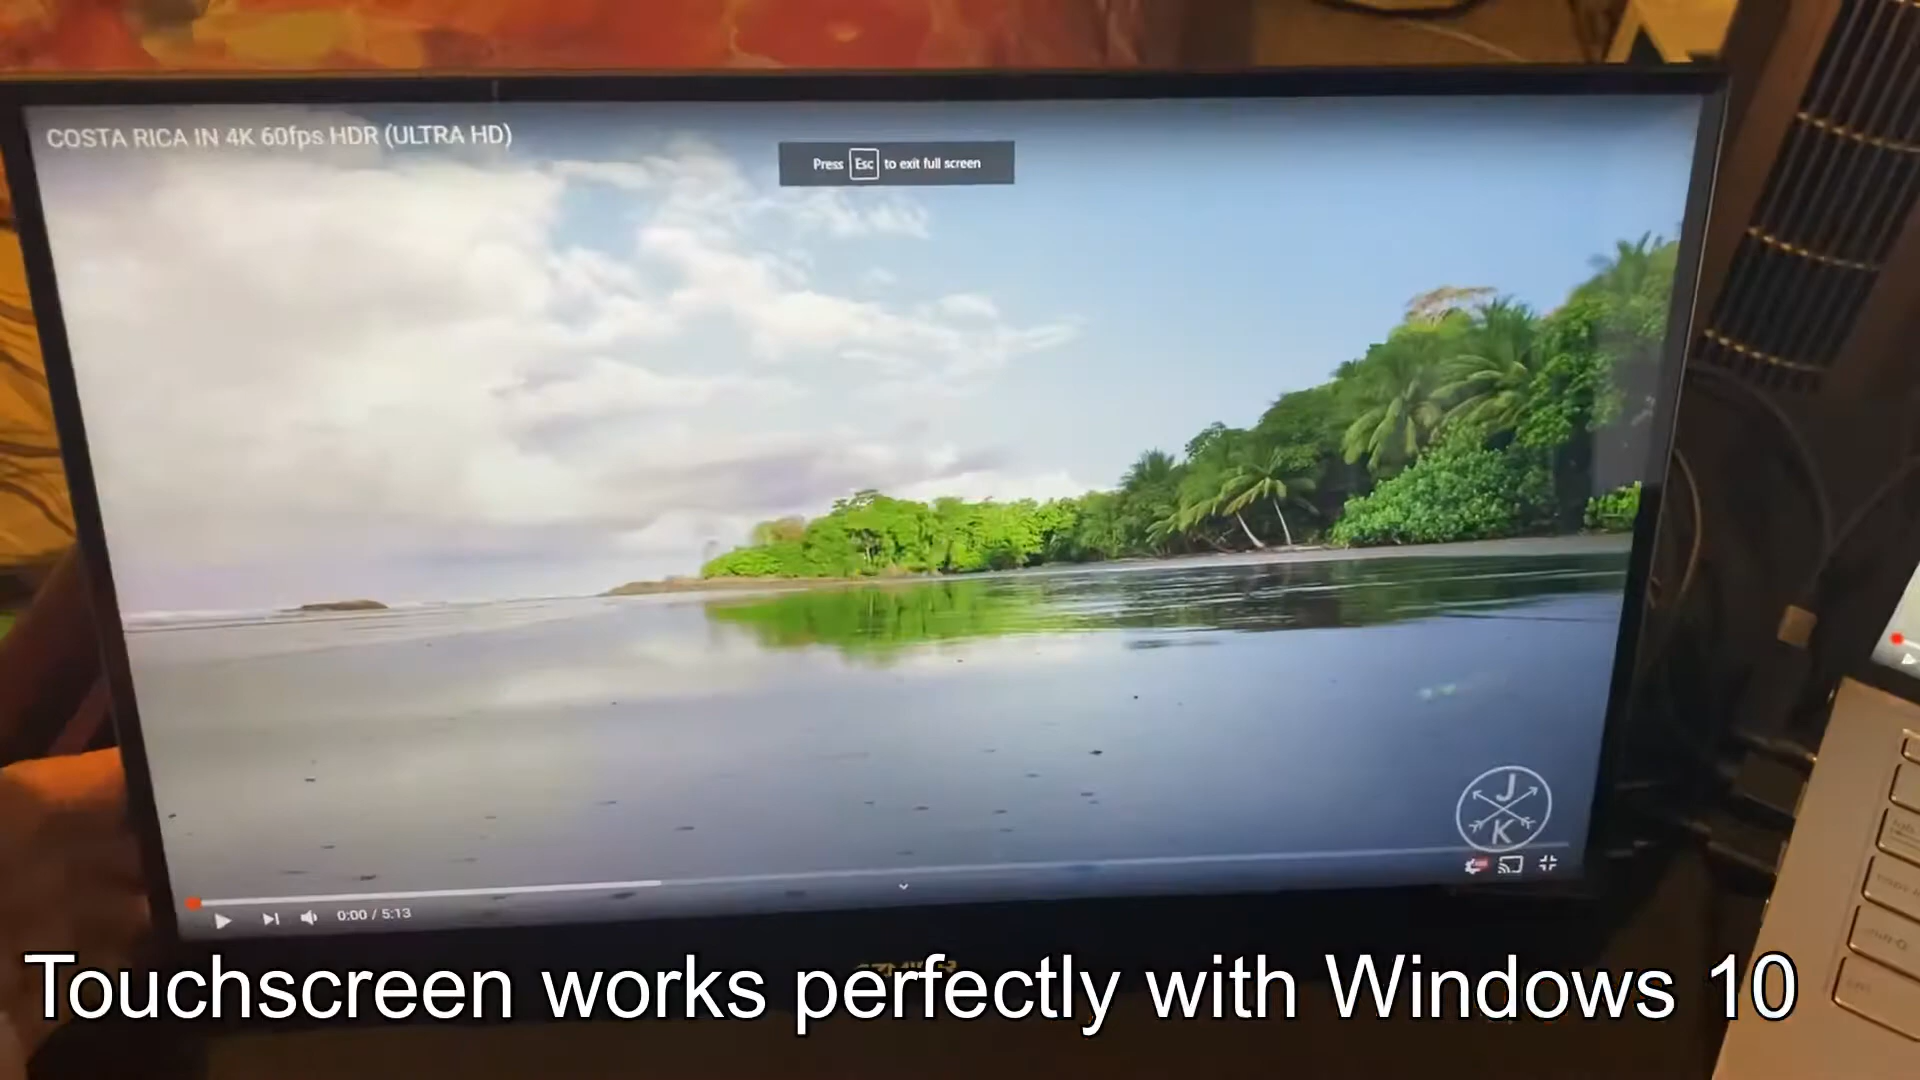 COSTA RICA IN 4K 60fps HDR (ULTRA HD)
Press Esc to exit full screen
J
K
0:00 / 5:13
Touchscreen works perfectly with Windows 10